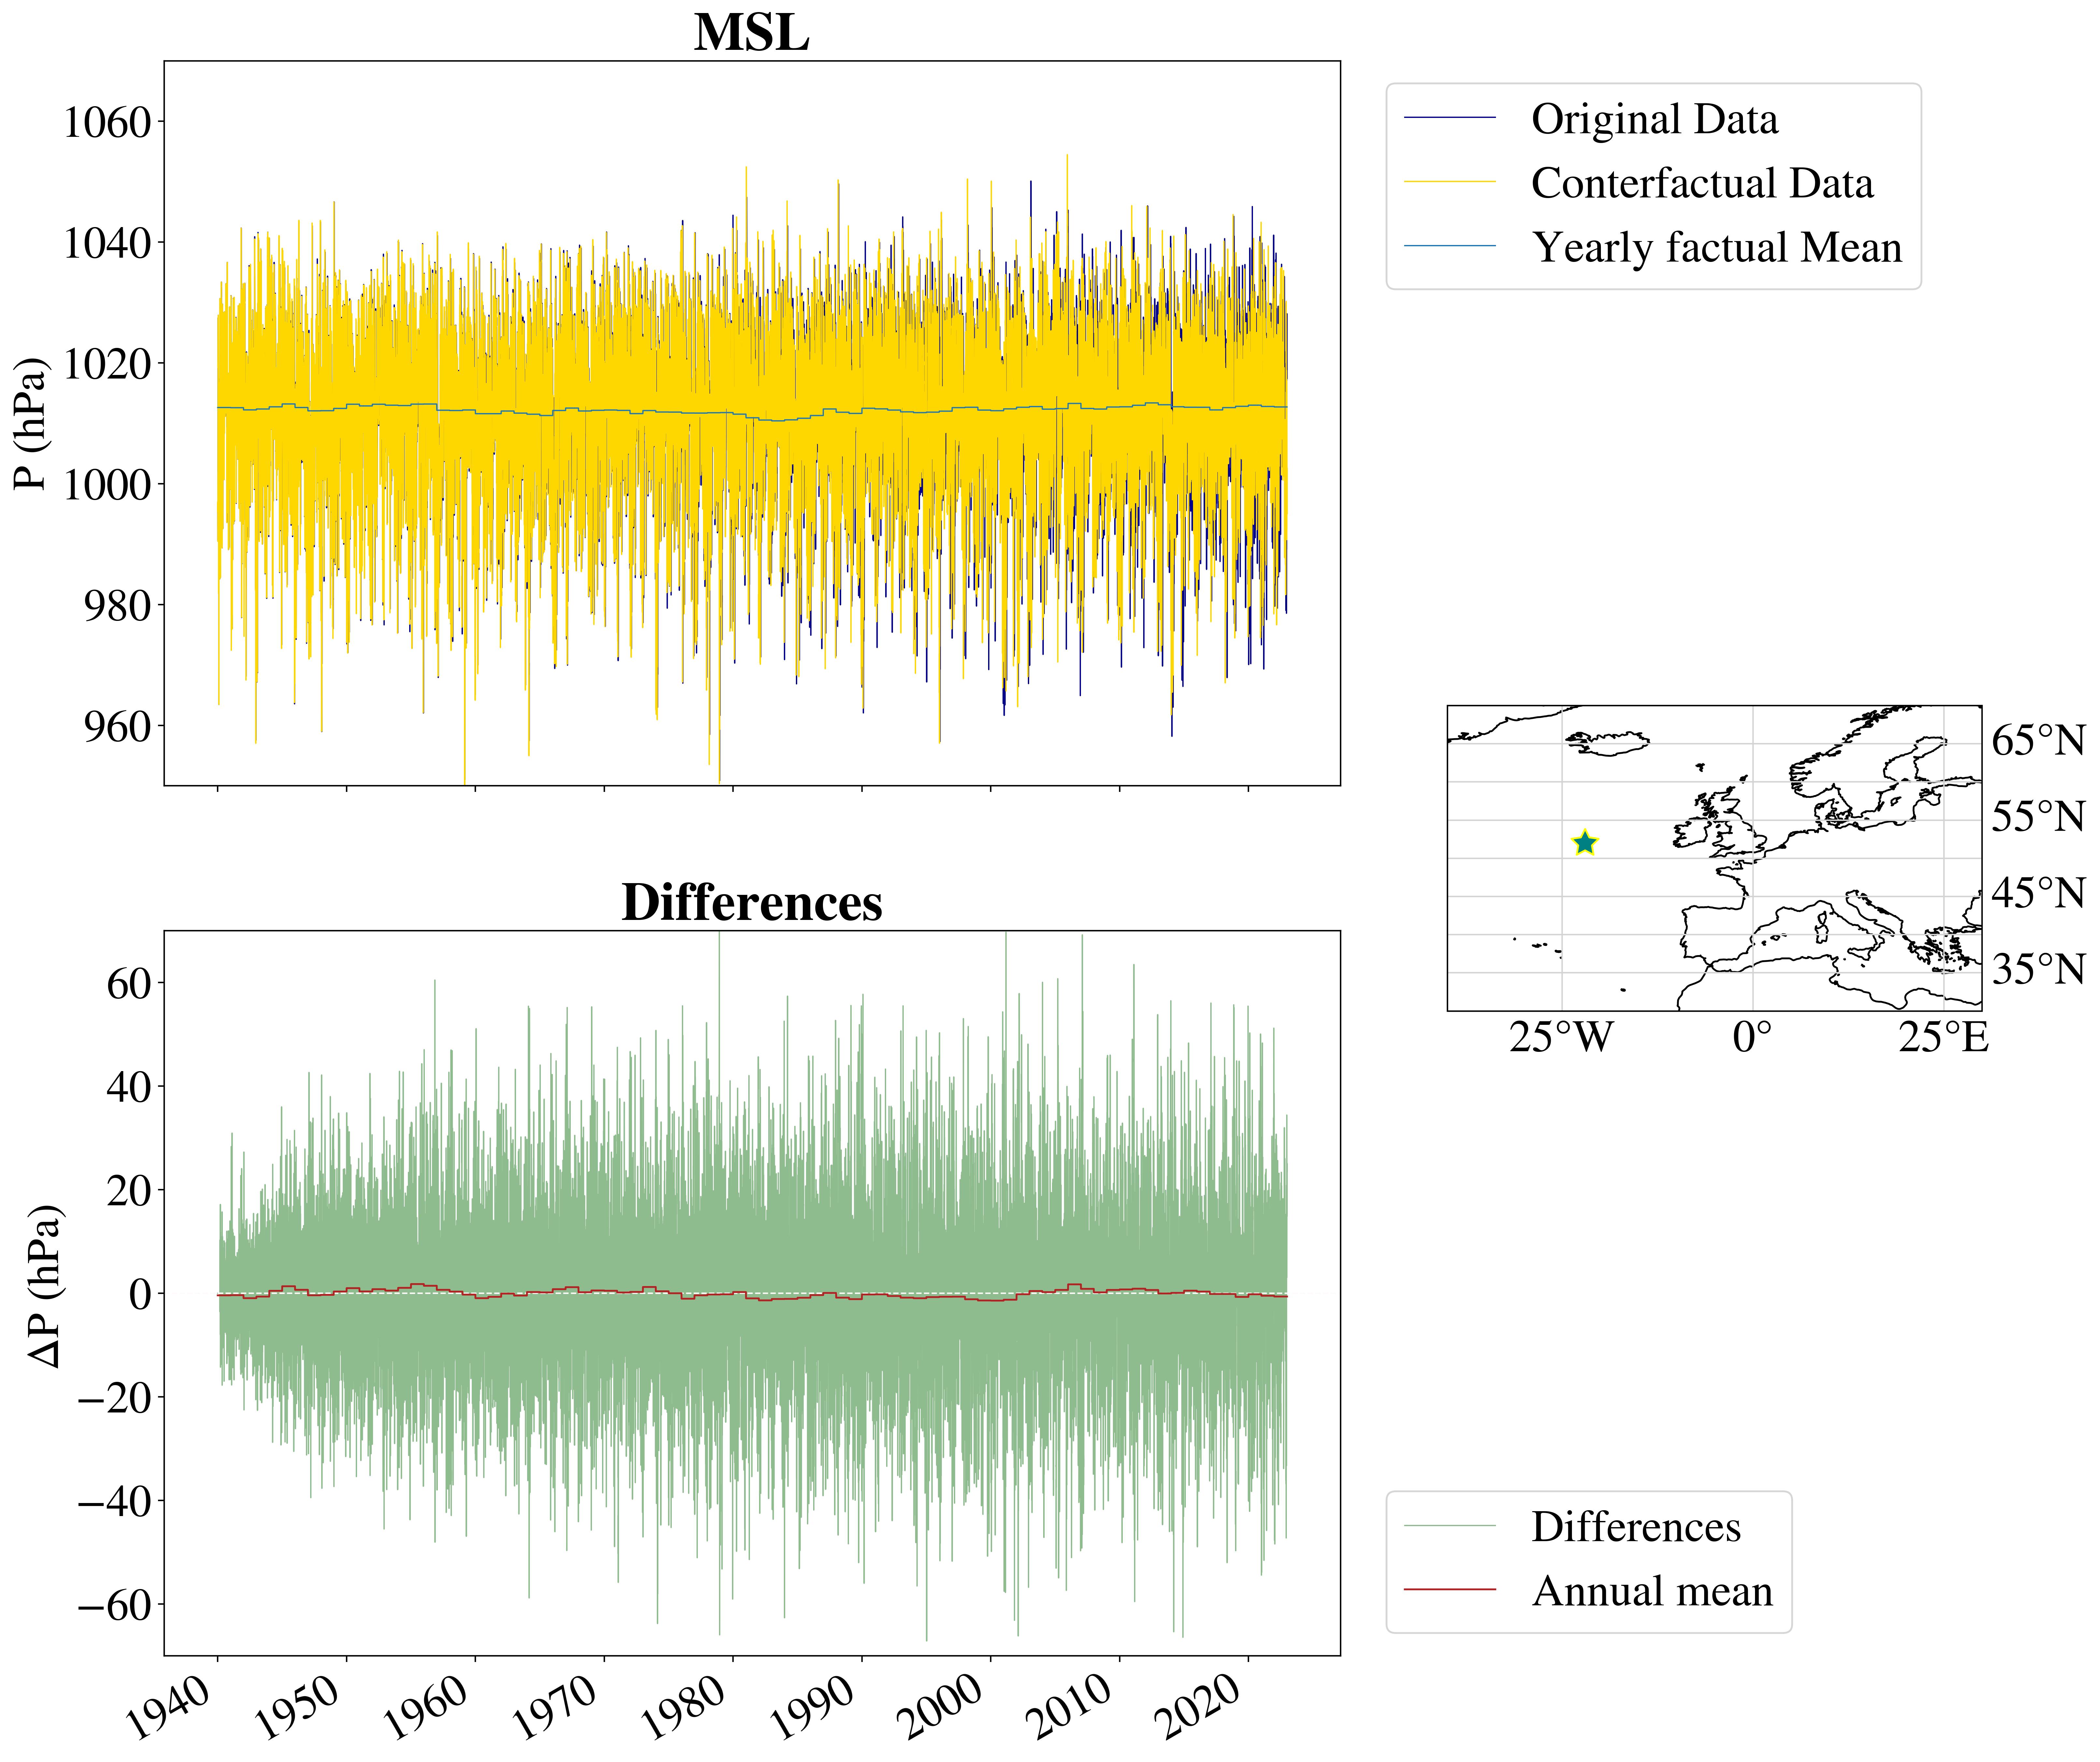 MSL
1060
1040
1020
1000
980
960
P (hPa)
Original Data
Conterfactual Data
Yearly factual Mean
65°N
55°N
45°N
35°N
25°W 0° 25°E
Differences
60
40
20
0
−20
−40
−60
ΔP (hPa)
1940 1950 1960 1970 1980 1990 2000 2010 2020
Differences
Annual mean